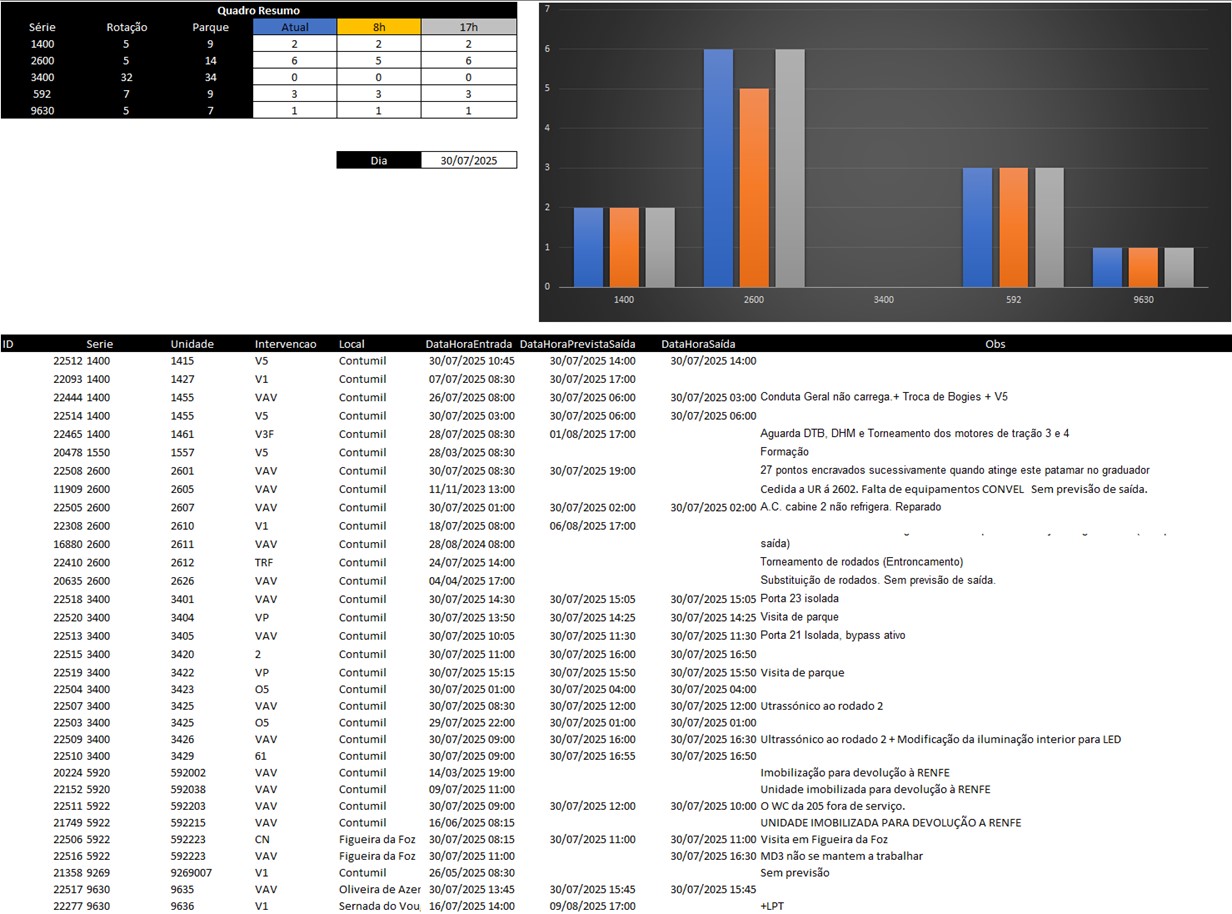 Quadro Resumo
Série Rotação Parque Atual 8h 17h
1400 5 9 2 2 2
2600 5 14 6 5 6
3400 32 34 0 0 0
592 7 9 3 3 3
9630 5 7 1 1 1
Dia 30/07/2025
7
6
5
4
3
2
1
0
1400 2600 3400 592 9630
ID Serie Unidade Intervencao Local DataHoraEntrada DataHoraPrevistaSaída DataHoraSaída Obs
22512 1400 1415 V5 Contumil 30/07/2025 10:45 30/07/2025 14:00 30/07/2025 14:00
22093 1400 1427 V1 Contumil 07/07/2025 08:30 30/07/2025 17:00
22444 1400 1455 VAV Contumil 26/07/2025 08:00 30/07/2025 06:00 30/07/2025 03:00 Conduta Geral não carrega.+ Troca de Bogies + V5
22514 1400 1455 V5 Contumil 30/07/2025 03:00 30/07/2025 06:00 30/07/2025 06:00
22465 1400 1461 V3F Contumil 28/07/2025 08:30 01/08/2025 17:00 Aguarda DTB, DHM e Torneamento dos motores de tração 3 e 4
20478 1550 1557 V5 Contumil 28/03/2025 08:30 Formação
22508 2600 2601 VAV Contumil 30/07/2025 08:30 30/07/2025 19:00 27 pontos encravados sucessivamente quando atinge este patamar no graduador
11909 2600 2605 VAV Contumil 11/11/2023 13:00 Cedida a UR á 2602. Falta de equipamentos CONVEL Sem previsão de saída.
22505 2600 2607 VAV Contumil 30/07/2025 01:00 30/07/2025 02:00 30/07/2025 02:00 A.C. cabine 2 não refrigera. Reparado
22308 2600 2610 V1 Contumil 18/07/2025 08:00 06/08/2025 17:00
16880 2600 2611 VAV Contumil 28/08/2024 08:00 saída)
22410 2600 2612 TRF Contumil 24/07/2025 14:00 Torneamento de rodados (Entroncamento)
20635 2600 2626 VAV Contumil 04/04/2025 17:00 Substituição de rodados. Sem previsão de saída.
22518 3400 3401 VAV Contumil 30/07/2025 14:30 30/07/2025 15:05 30/07/2025 15:05 Porta 23 isolada
22520 3400 3404 VP Contumil 30/07/2025 13:50 30/07/2025 14:25 30/07/2025 14:25 Visita de parque
22513 3400 3405 VAV Contumil 30/07/2025 10:05 30/07/2025 11:30 30/07/2025 11:30 Porta 21 Isolada, bypass ativo
22515 3400 3420 2 Contumil 30/07/2025 11:00 30/07/2025 16:00 30/07/2025 16:50
22519 3400 3422 VP Contumil 30/07/2025 15:15 30/07/2025 15:50 30/07/2025 15:50 Visita de parque
22504 3400 3423 O5 Contumil 30/07/2025 01:00 30/07/2025 04:00 30/07/2025 04:00
22507 3400 3425 VAV Contumil 30/07/2025 08:30 30/07/2025 12:00 30/07/2025 12:00 Utrassónico ao rodado 2
22503 3400 3425 O5 Contumil 29/07/2025 22:00 30/07/2025 01:00 30/07/2025 01:00
22509 3400 3426 VAV Contumil 30/07/2025 09:00 30/07/2025 16:00 30/07/2025 16:30 Ultrassónico ao rodado 2 + Modificação da iluminação interior para LED
22510 3400 3429 61 Contumil 30/07/2025 09:00 30/07/2025 16:55 30/07/2025 16:50
20224 5920 592002 VAV Contumil 14/03/2025 19:00 Imobilização para devolução à RENFE
22152 5920 592038 VAV Contumil 09/07/2025 11:00 Unidade imobilizada para devolução à RENFE
22511 5922 592203 VAV Contumil 30/07/2025 09:00 30/07/2025 12:00 30/07/2025 10:00 O WC da 205 fora de serviço.
21749 5922 592215 VAV Contumil 16/06/2025 08:15 UNIDADE IMOBILIZADA PARA DEVOLUÇÃO A RENFE
22506 5922 592223 CN Figueira da Foz 30/07/2025 08:15 30/07/2025 11:00 30/07/2025 11:00 Visita em Figueira da Foz
22516 5922 592223 VAV Figueira da Foz 30/07/2025 11:00 30/07/2025 16:30 MD3 não se mantem a trabalhar
21358 9269 9269007 V1 Contumil 26/05/2025 08:30 Sem previsão
22517 9630 9635 VAV Oliveira de Azer 30/07/2025 13:45 30/07/2025 15:45 30/07/2025 15:45
22277 9630 9636 V1 Sernada do Vou 16/07/2025 14:00 09/08/2025 17:00 +LPT